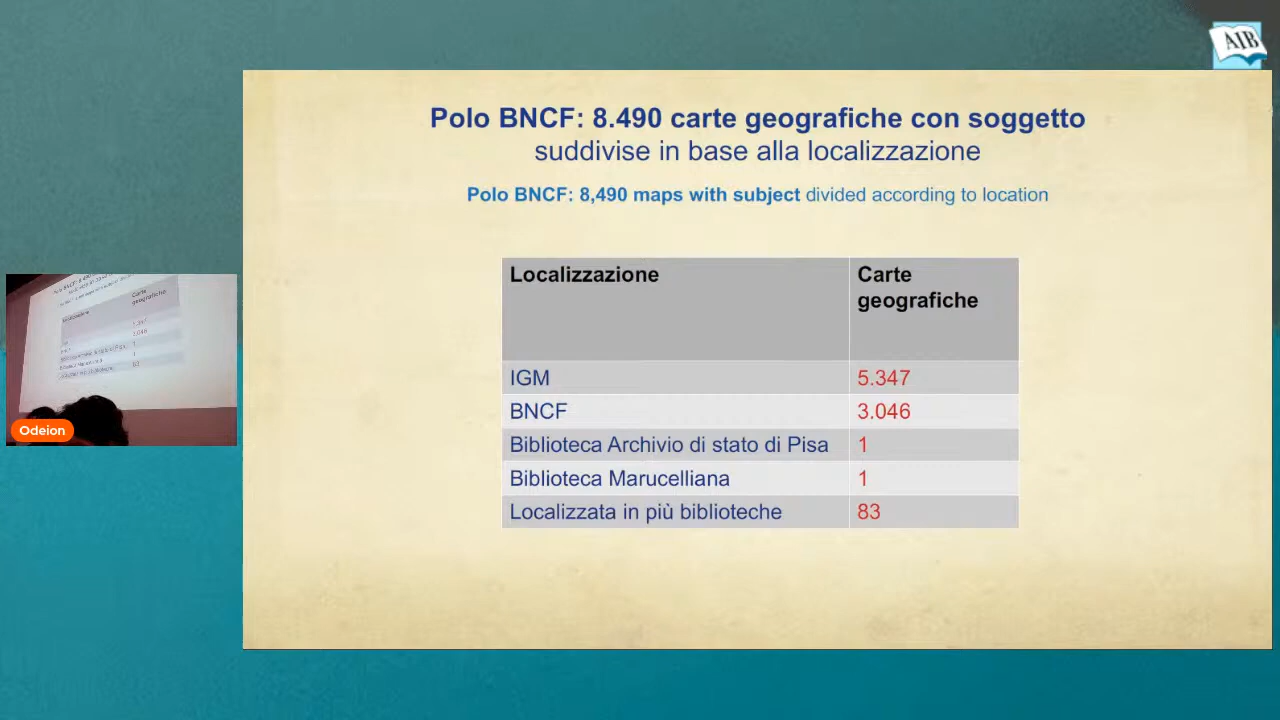 AIB
Polo BNCF: 8.490 carte geografiche con soggetto
suddivise in base alla localizzazione
Polo BNCF: 8,490 maps with subject divided according to location
Localizzazione Carte
geografiche
IGM 5.347
BNCF 3.046
Biblioteca Archivio di stato di Pisa 1
Biblioteca Marucelliana 1
Localizzata in più biblioteche 83
Odeion